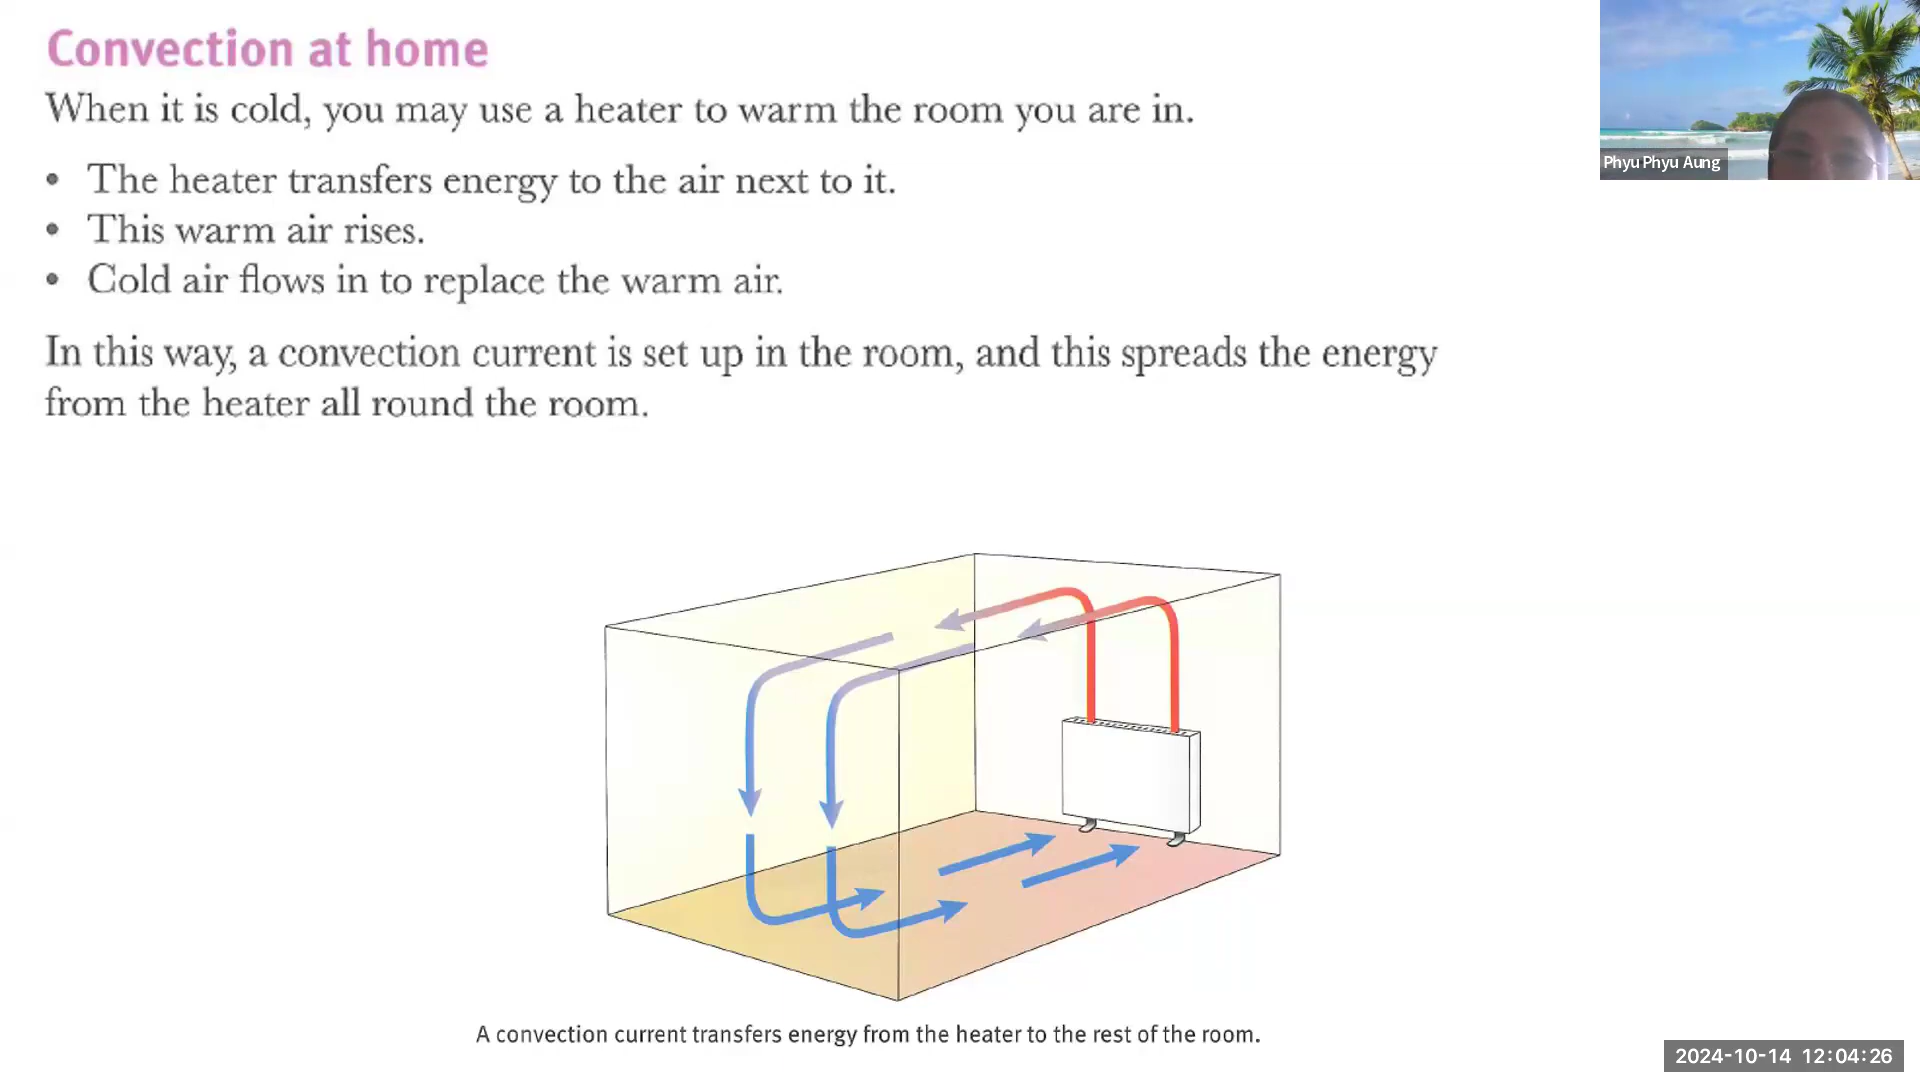 Convection at home
When it is cold, you may use a heater to warm the room you are in.
• The heater transfers energy to the air next to it.
• This warm air rises.
• Cold air flows in to replace the warm air.
In this way, a convection current is set up in the room, and this spreads the energy
from the heater all round the room.
Phyu Phyu Aung
A convection current transfers energy from the heater to the rest of the room.
2024-10-14 12:04:26